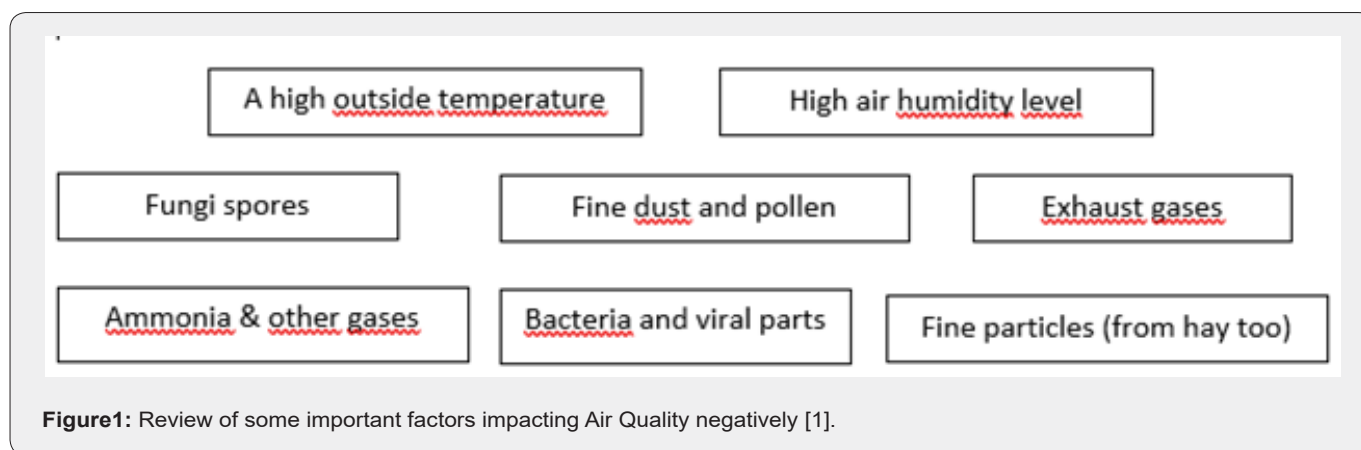 A high outside temperature
High air humidity level
Fungi spores
Fine dust and pollen
Exhaust gases
Ammonia & other gases
Bacteria and viral parts
Fine particles (from hay too)
Figure1: Review of some important factors impacting Air Quality negatively [1].